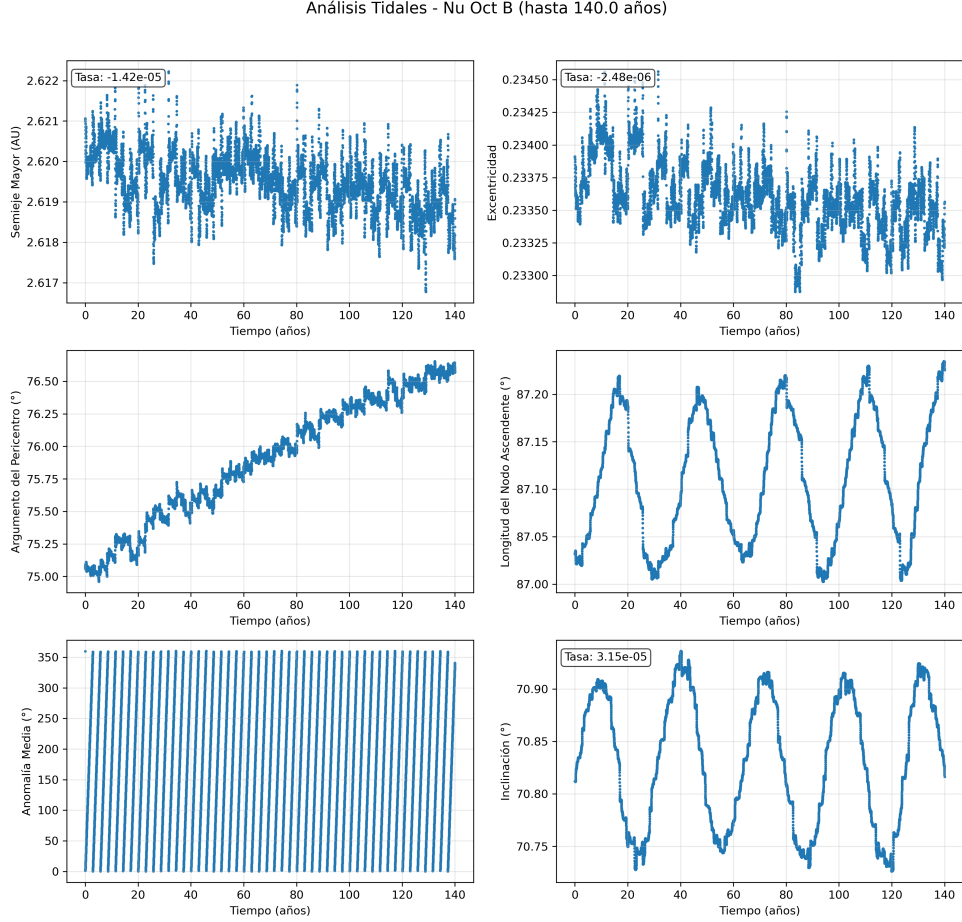 Análisis Tidales - Nu Oct B (hasta 140.0 años)
Tasa: -1.42e-05
2.622
2.621
2.620
2.619
2.618
2.617
Semieje Mayor (AU)
0 20 40 60 80 100 120 140
Tiempo (años)
Tasa: -2.48e-06
0.23450
0.23425
0.23400
0.23375
0.23350
0.23325
0.23300
Excentricidad
0 20 40 60 80 100 120 140
Tiempo (años)
76.50
76.25
76.00
75.75
75.50
75.25
75.00
Argumento del Pericentro (°)
0 20 40 60 80 100 120 140
Tiempo (años)
87.20
87.15
87.10
87.05
87.00
Longitud del Nodo Ascendente (°)
0 20 40 60 80 100 120 140
Tiempo (años)
350
300
250
200
150
100
50
0
Anomalía Media (°)
0 20 40 60 80 100 120 140
Tiempo (años)
Tasa: 3.15e-05
70.90
70.85
70.80
70.75
Inclinación (°)
0 20 40 60 80 100 120 140
Tiempo (años)